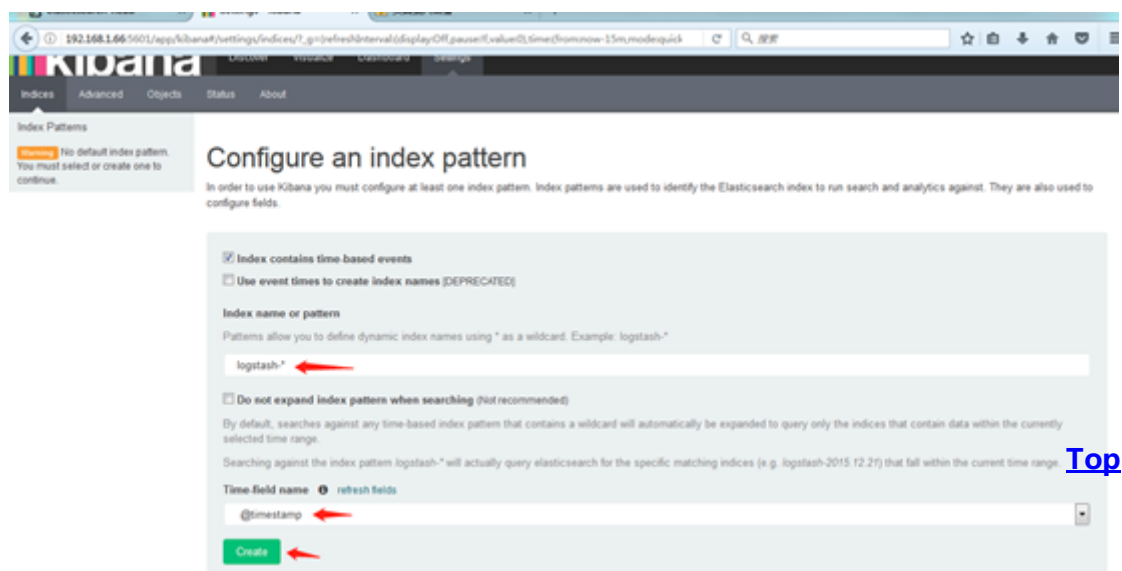 192.168.1.66:5601/app/kibana#/settings/indices/?_g=(refreshInterval:(display:Off,pause:!f,value:0),time:(from:now-15m,mode:quick
搜索
kibana
Discover Visualize Dashboard Settings
Indices Advanced Objects Status About
Index Patterns
Warning No default index pattern.
You must select or create one to
continue.
Configure an index pattern
In order to use Kibana you must configure at least one index pattern. Index patterns are used to identify the Elasticsearch index to run search and analytics against. They are also used to
configure fields.
Index contains time-based events
Use event times to create index names [DEPRECATED]
Index name or pattern
Patterns allow you to define dynamic index names using * as a wildcard. Example: logstash-*
logstash-*
Do not expand index pattern when searching (Not recommended)
By default, searches against any time-based index pattern that contains a wildcard will automatically be expanded to query only the indices that contain data within the currently
selected time range.
Searching against the index pattern logstash-* will actually query elasticsearch for the specific matching indices (e.g. logstash-2015.12.21) that fall within the current time range.
Top
Time-field name refresh fields
@timestamp
Create